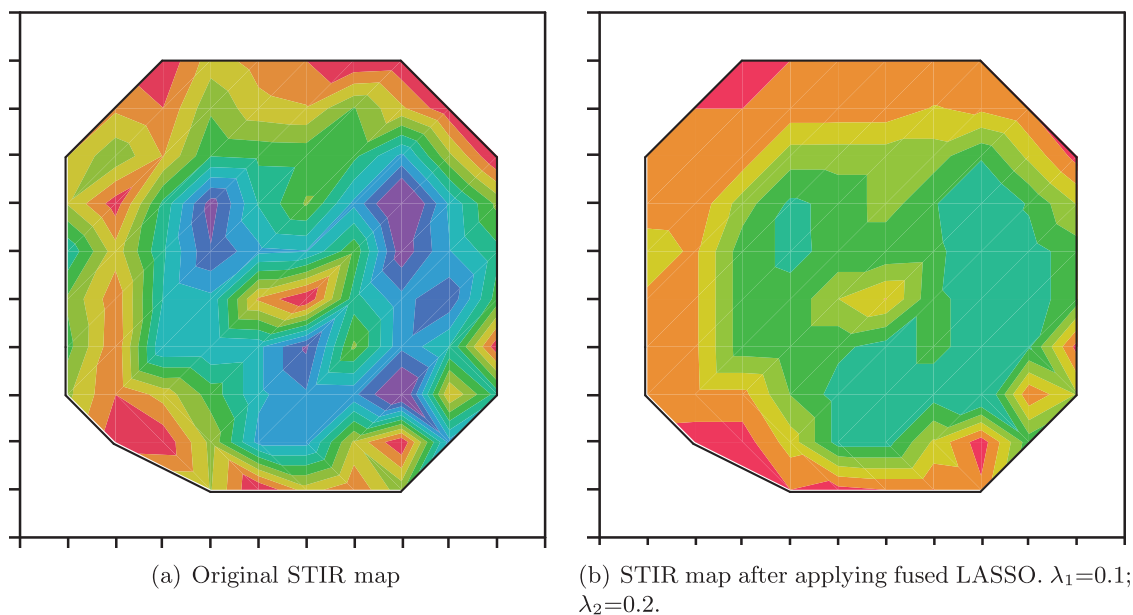 (a) Original STIR map
(b) STIR map after applying fused LASSO. λ₁=0.1;
λ₂=0.2.